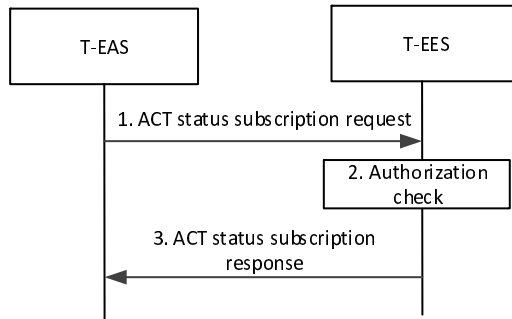 T-EAS
T-EES
1. ACT status subscription request
2. Authorization
check
3. ACT status subscription
response